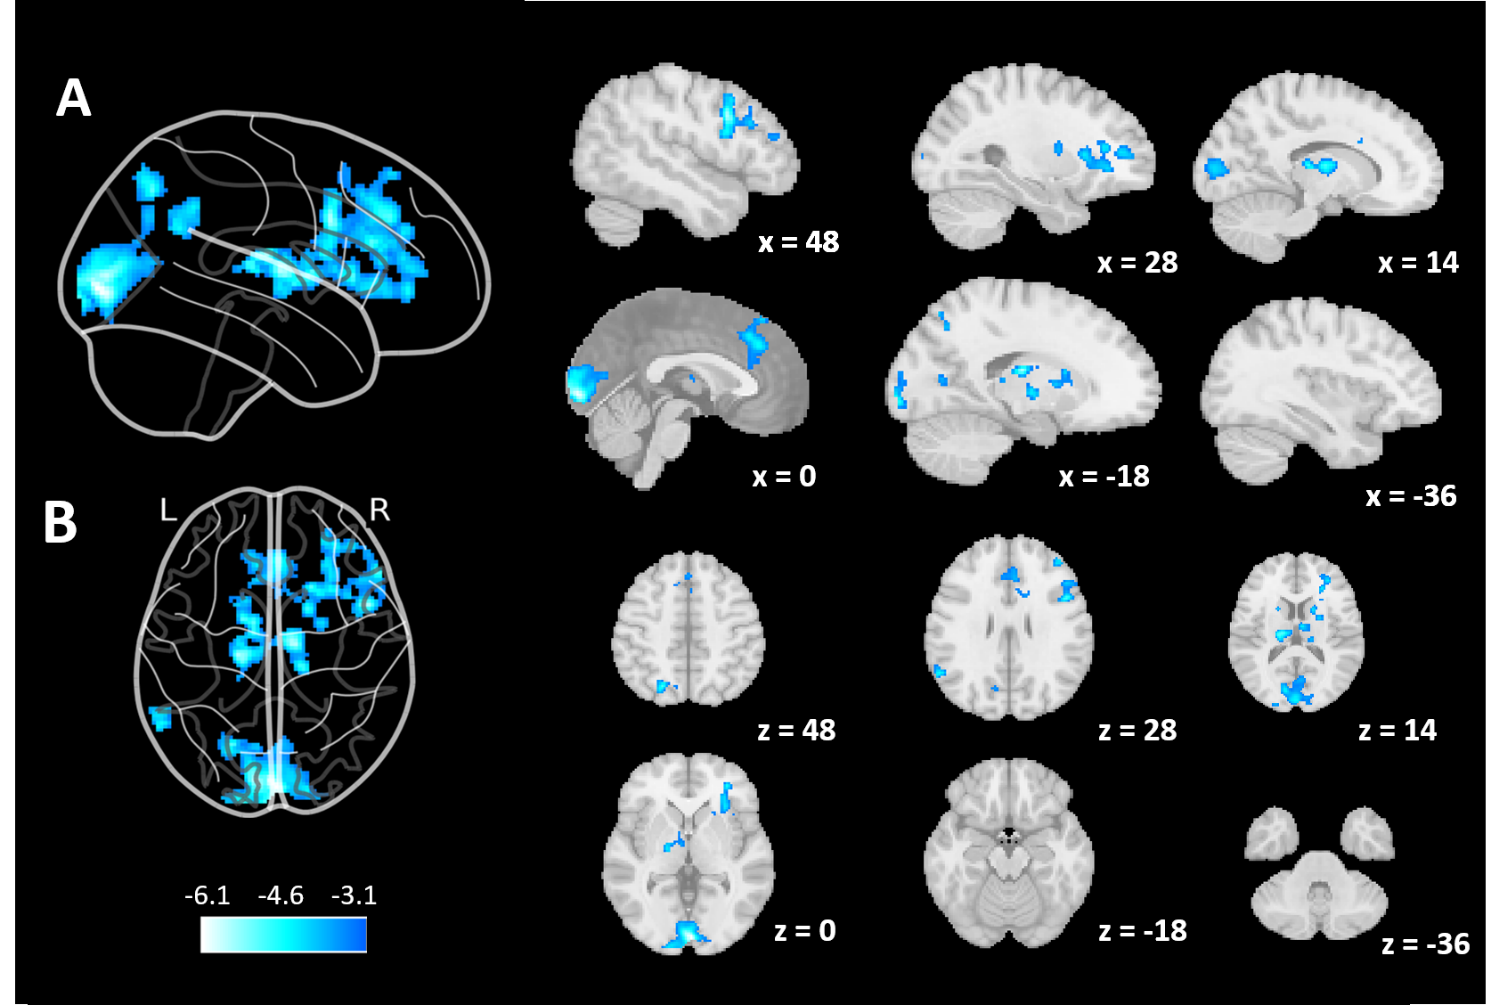 A
x = 48
x = 28
x = 14
x = 0
x = -18
x = -36
B
L
R
z = 48
z = 28
z = 14
-6.1 -4.6 -3.1
z = 0
z = -18
z = -36